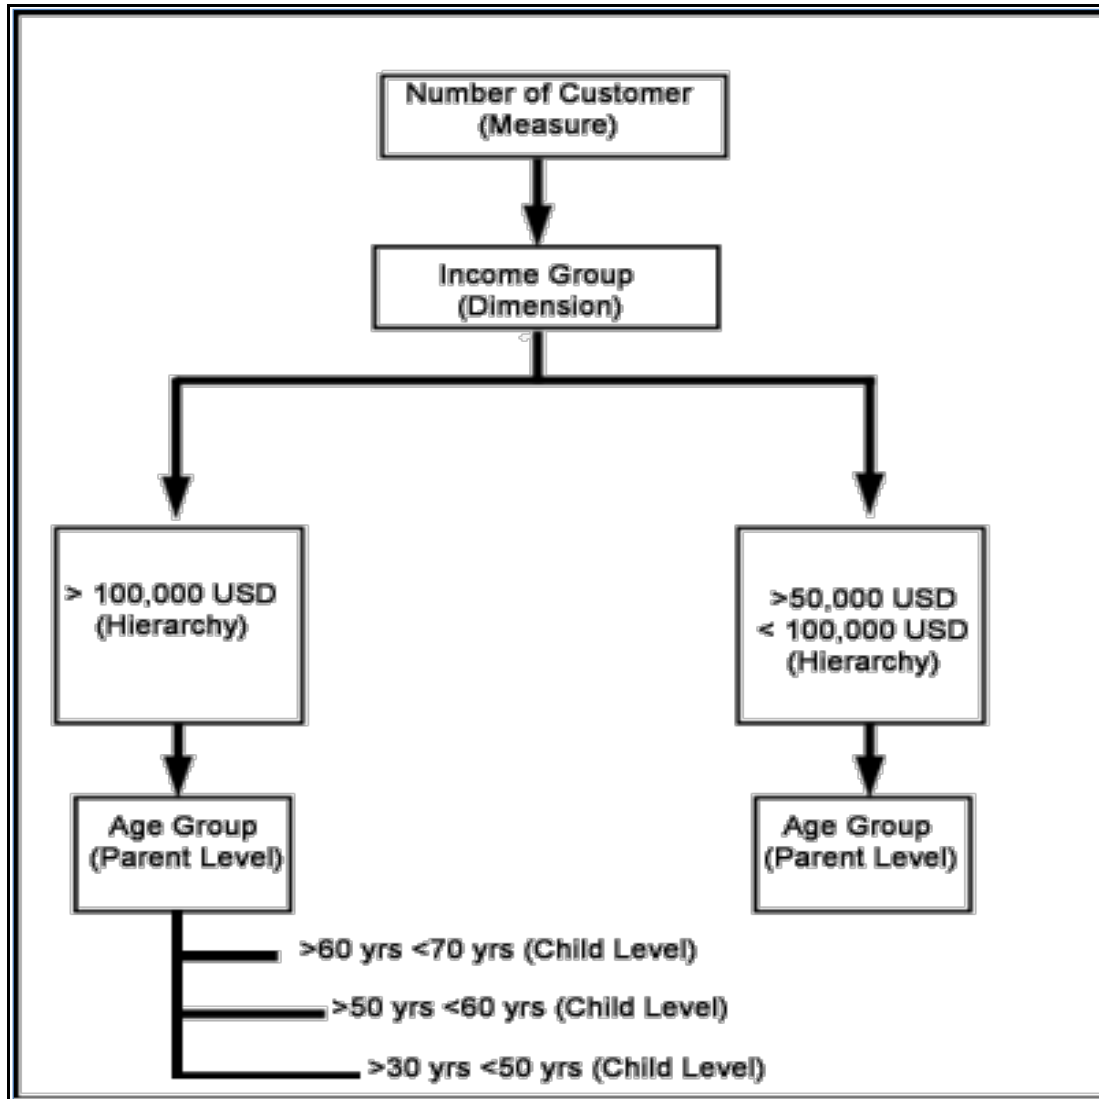 Number of Customer
(Measure)
Income Group
(Dimension)
> 100,000 USD
(Hierarchy)
>50,000 USD
< 100,000 USD
(Hierarchy)
Age Group
(Parent Level)
Age Group
(Parent Level)
>60 yrs <70 yrs (Child Level)
>50 yrs <60 yrs (Child Level)
>30 yrs <50 yrs (Child Level)